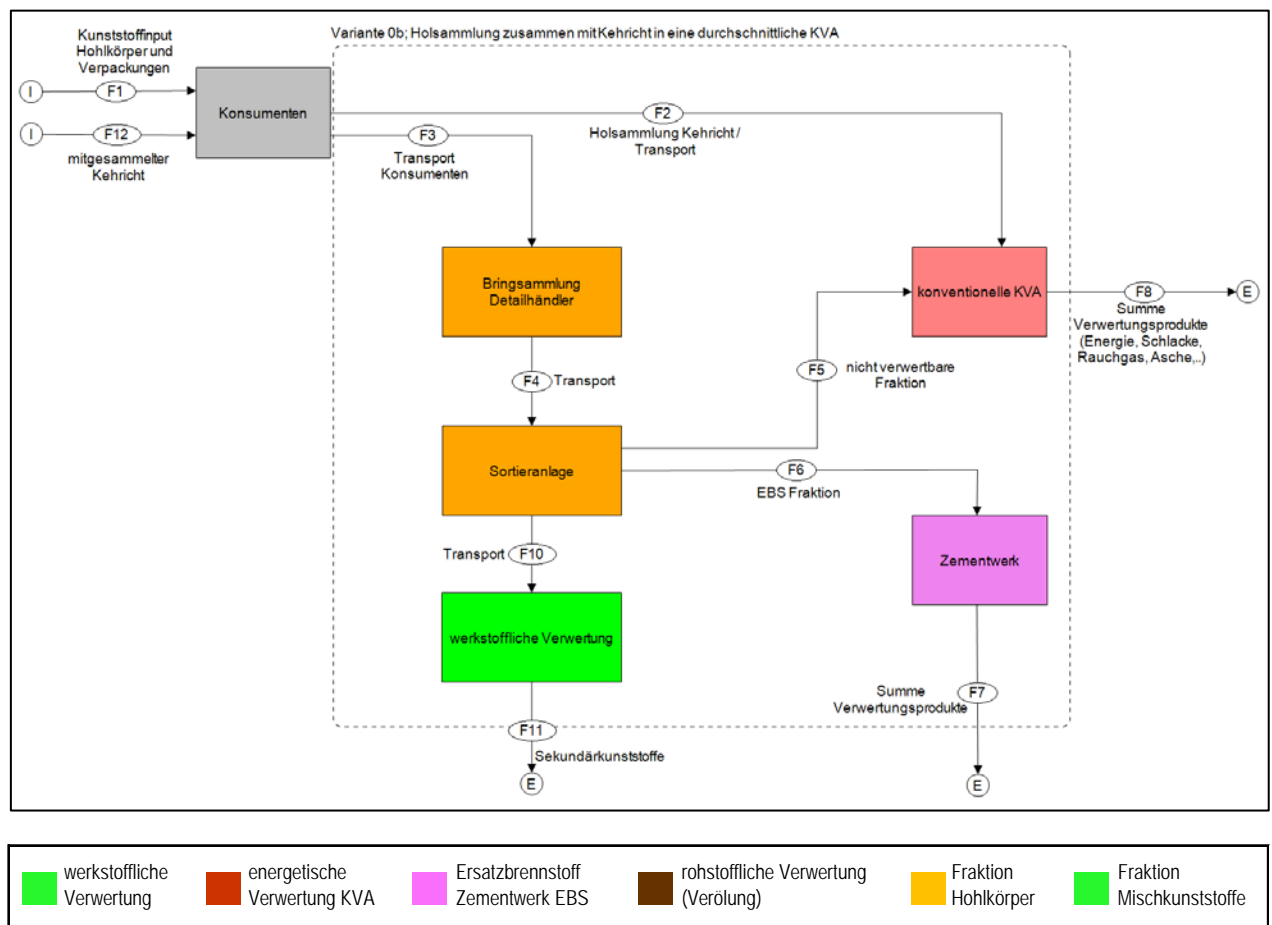 Variante 0b; Holsammlung zusammen mit Kehricht in eine durchschnittliche KVA
Kunststoffinput
Hohlkörper und
Verpackungen
I
F1
I
F12
mitgesammelter
Kehricht
Konsumenten
F2
Holsammlung Kehricht /
Transport
F3
Transport
Konsumenten
Bringsammlung
Detailhändler
konventionelle KVA
F8
E
Summe
Verwertungsprodukte
(Energie, Schlacke,
Rauchgas, Asche,..)
F4
Transport
F5
nicht verwertbare
Fraktion
Sortieranlage
F6
EBS Fraktion
Transport
F10
Zementwerk
werkstoffliche Verwertung
Summe
Verwertungsprodukte
F7
F11
Sekundärkunststoffe
E
E
werkstoffliche
Verwertung
energetische
Verwertung KVA
Ersatzbrennstoff
Zementwerk EBS
rohstoffliche Verwertung
(Verölung)
Fraktion
Hohlkörper
Fraktion
Mischkunststoffe